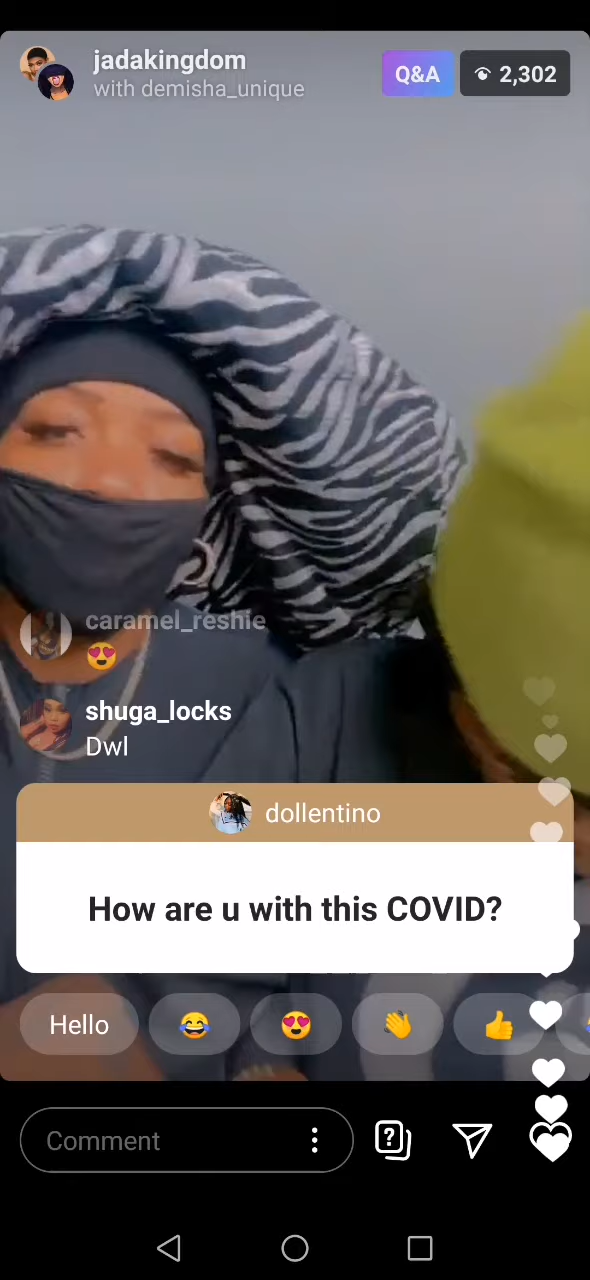 jadakingdom
with demisha_unique
Q&A
2,302
caramel_reshie
😍
shuga_locks
Dwl
dollentino
How are u with this COVID?
Hello 😂 😍 👋 👍
Comment